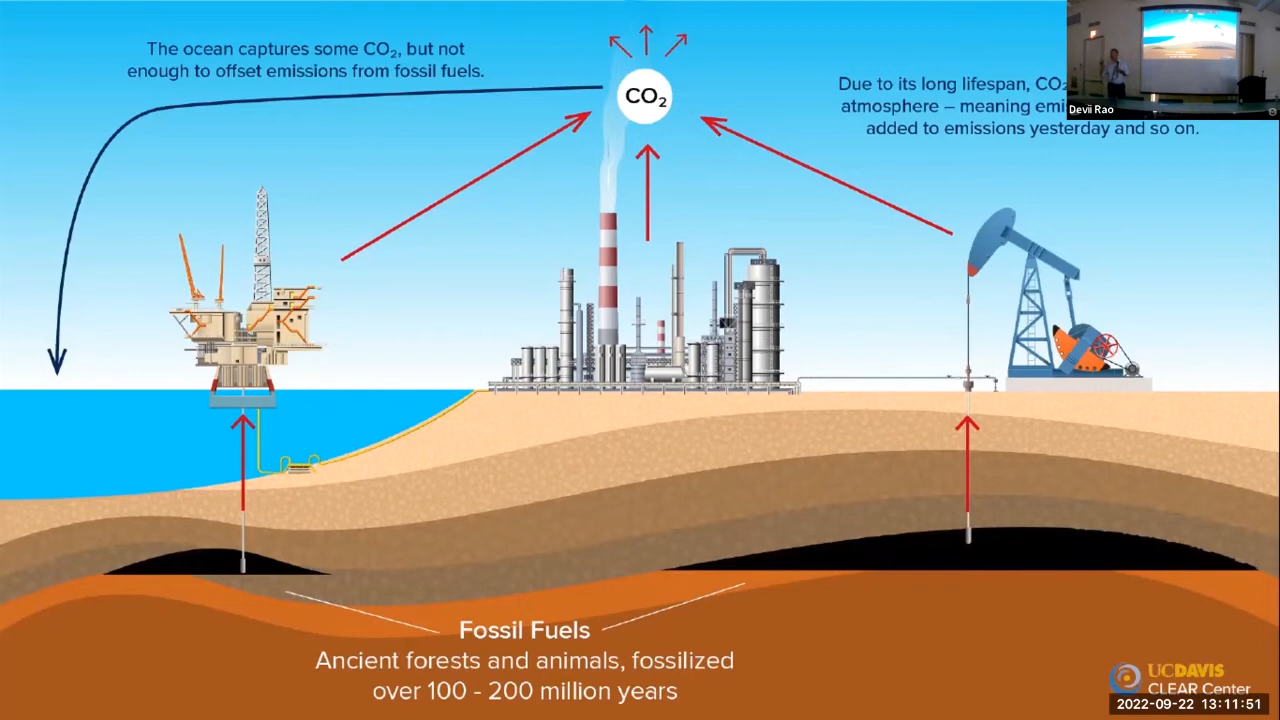 The ocean captures some CO₂, but not
enough to offset emissions from fossil fuels.
CO₂
Due to its long lifespan, CO₂
atmosphere – meaning emi
added to emissions yesterday and so on.
Devii Rao
Fossil Fuels
Ancient forests and animals, fossilized
over 100 - 200 million years
UCDAVIS
CLEAR Center
2022-09-22 13:11:51